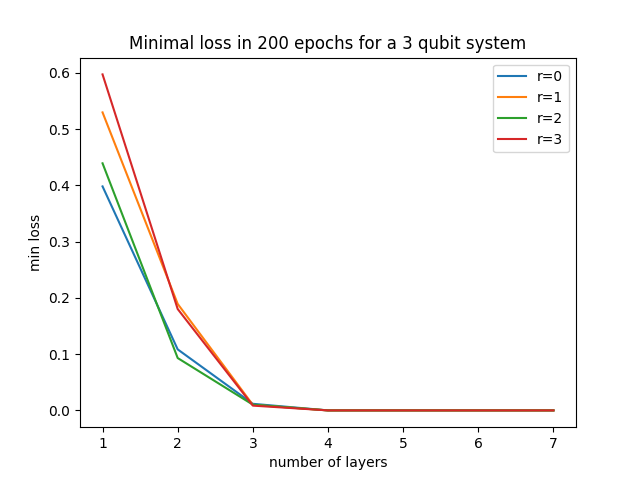 Minimal loss in 200 epochs for a 3 qubit system
r=0
r=1
r=2
r=3
min loss
0.6
0.5
0.4
0.3
0.2
0.1
0.0
1 2 3 4 5 6 7
number of layers